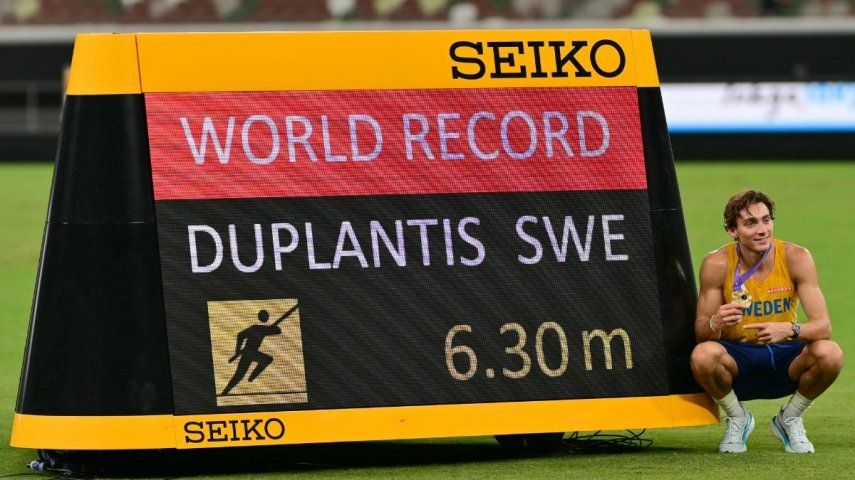 SEIKO
WORLD RECORD
DUPLANTIS SWE
6.30 m
SEIKO
SWEDEN